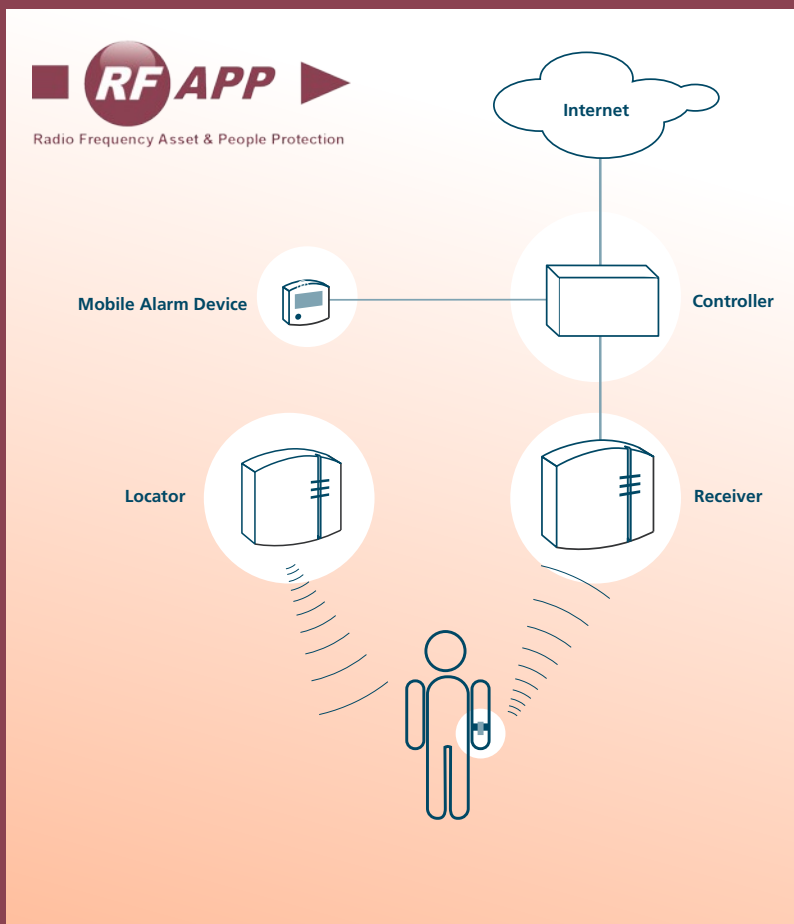 RF APP
Radio Frequency Asset & People Protection
Internet
Mobile Alarm Device
Controller
Locator
Receiver